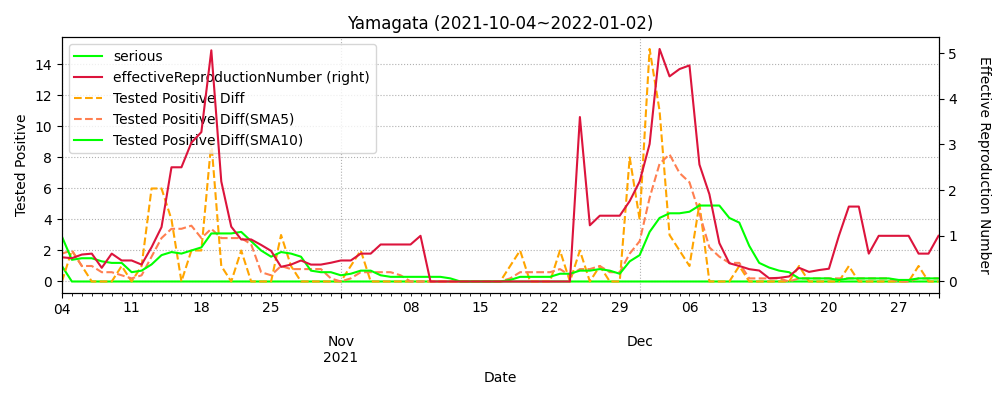 Yamagata (2021-10-04~2022-01-02)
serious
effectiveReproductionNumber (right)
Tested Positive Diff
Tested Positive Diff(SMA5)
Tested Positive Diff(SMA10)
Tested Positive
14
12
10
8
6
4
2
0
5
4
3
2
1
0
Effective Reproduction Number
04 11 18 25 08 15 22 29 06 13 20 27
Nov Dec
2021
Date